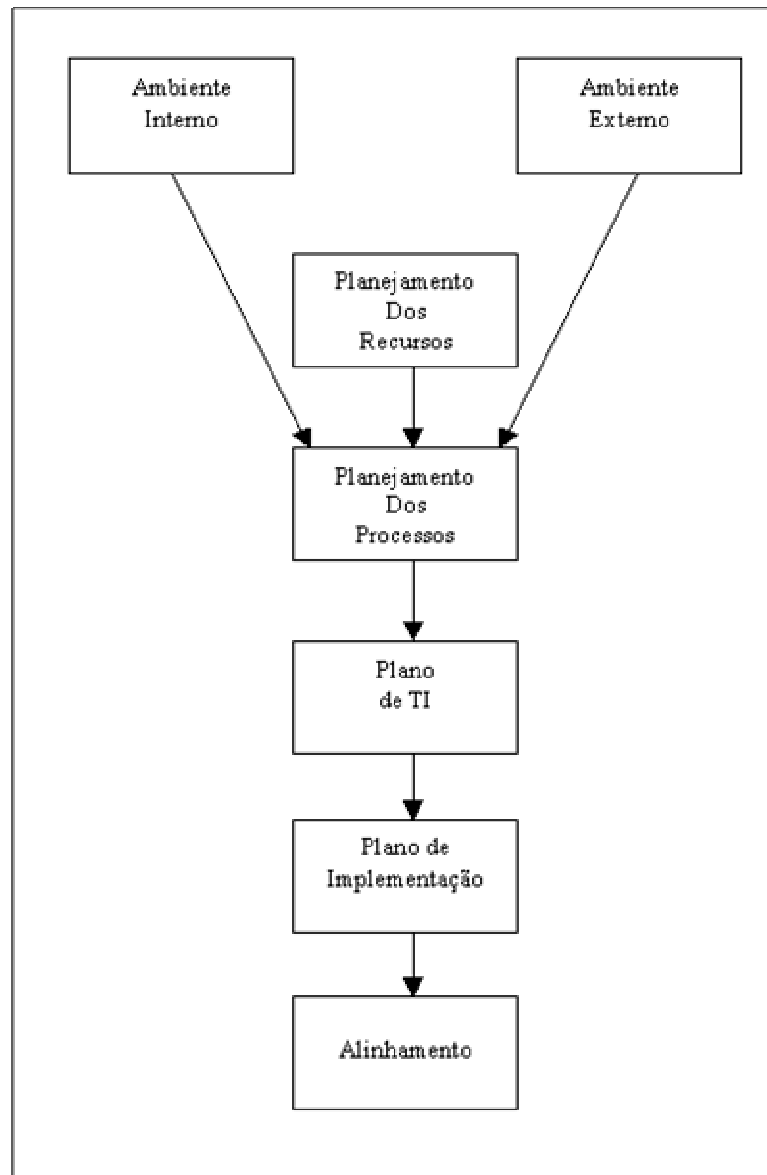 Ambiente
Interno
Ambiente
Externo
Planejamento
Dos
Recursos
Planejamento
Dos
Processos
Plano
de TI
Plano de
Implementação
Alinhamento